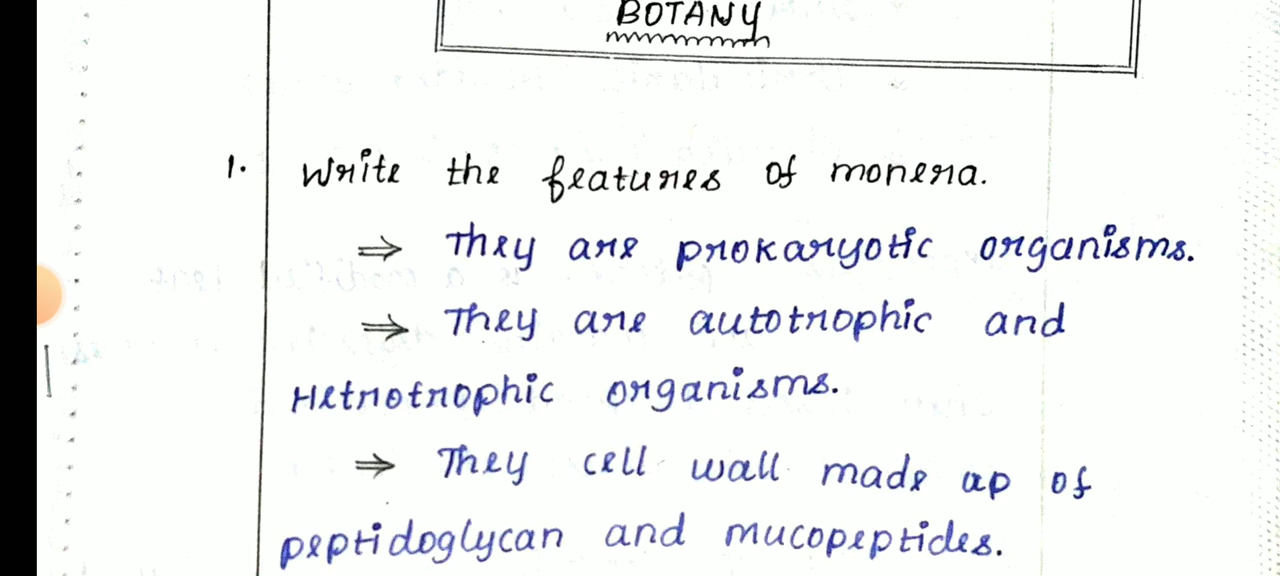 BOTANY
1. Write the features of monera.
⇒ They are prokaryotic organisms.
⇒ They are autotrophic and
Hetrotrophic organisms.
⇒ They cell wall made up of
peptidoglycan and mucopeptides.